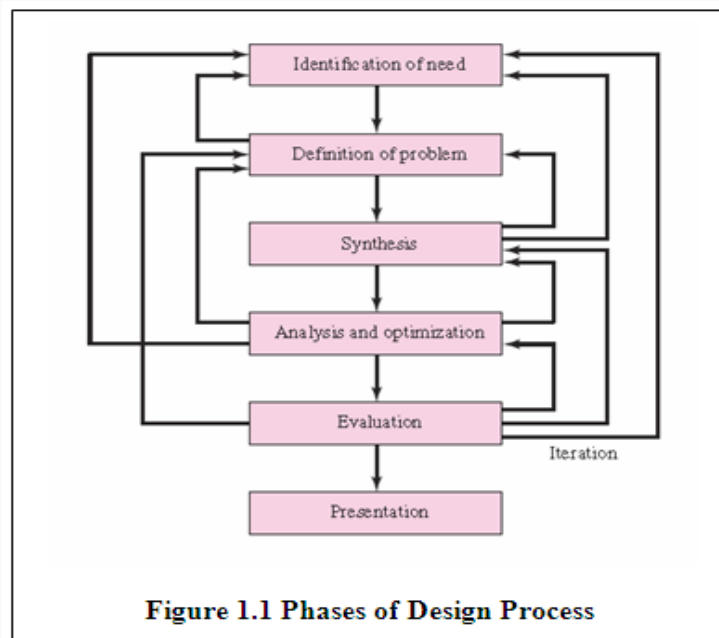 Identification of need
Definition of problem
Synthesis
Analysis and optimization
Evaluation
Iteration
Presentation
Figure 1.1 Phases of Design Process